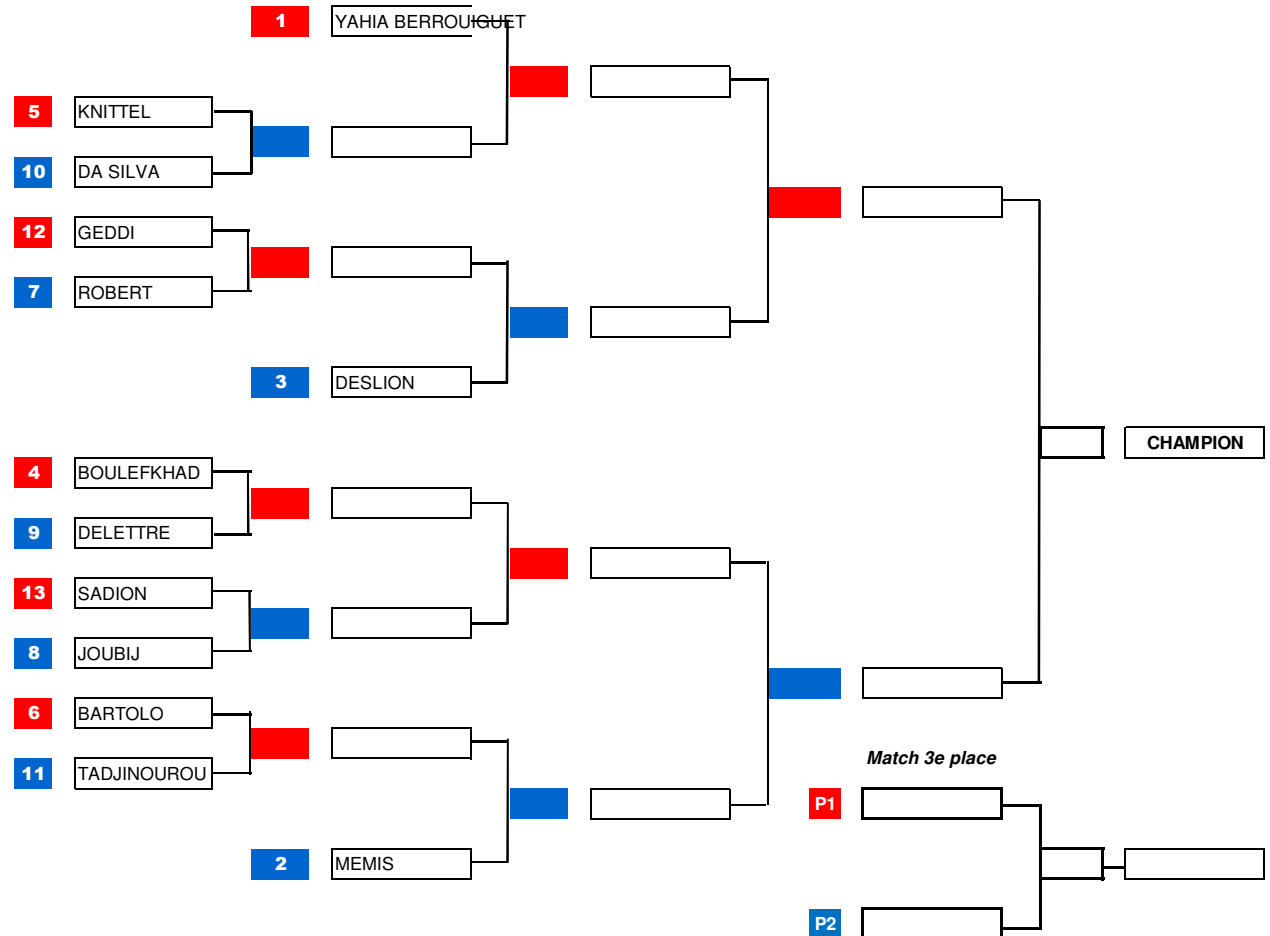 1 YAHIA BERROUIGUET
5 KNITTEL
10 DA SILVA
12 GEDDI
7 ROBERT
3 DESLION
CHAMPION
4 BOULEFKHAD
9 DELETTRE
13 SADION
8 JOUBIJ
6 BARTOLO
11 TADJINOUROU
Match 3e place
P1
2 MEMIS
P2